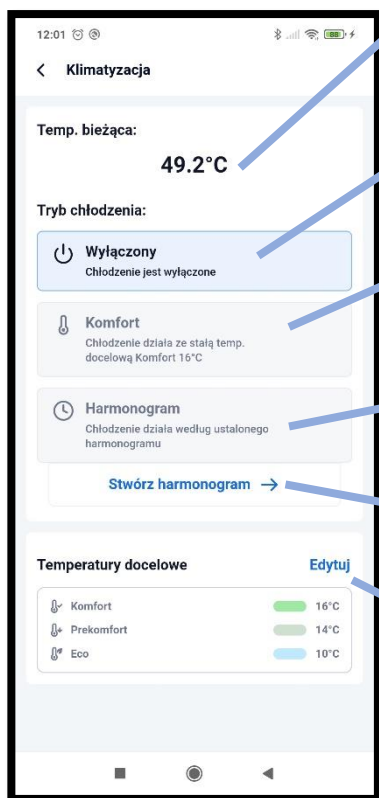 12:01
88
Klimatyzacja
Temp. bieżąca:
49.2°C
Tryb chłodzenia:
Wyłączony
Chłodzenie jest wyłączone
Komfort
Chłodzenie działa ze stałą temp.
docelową Komfort 16°C
Harmonogram
Chłodzenie działa według ustalonego
harmonogramu
Stwórz harmonogram →
Temperatury docelowe Edytuj
Komfort 16°C
Prekomfort 14°C
Eco 10°C